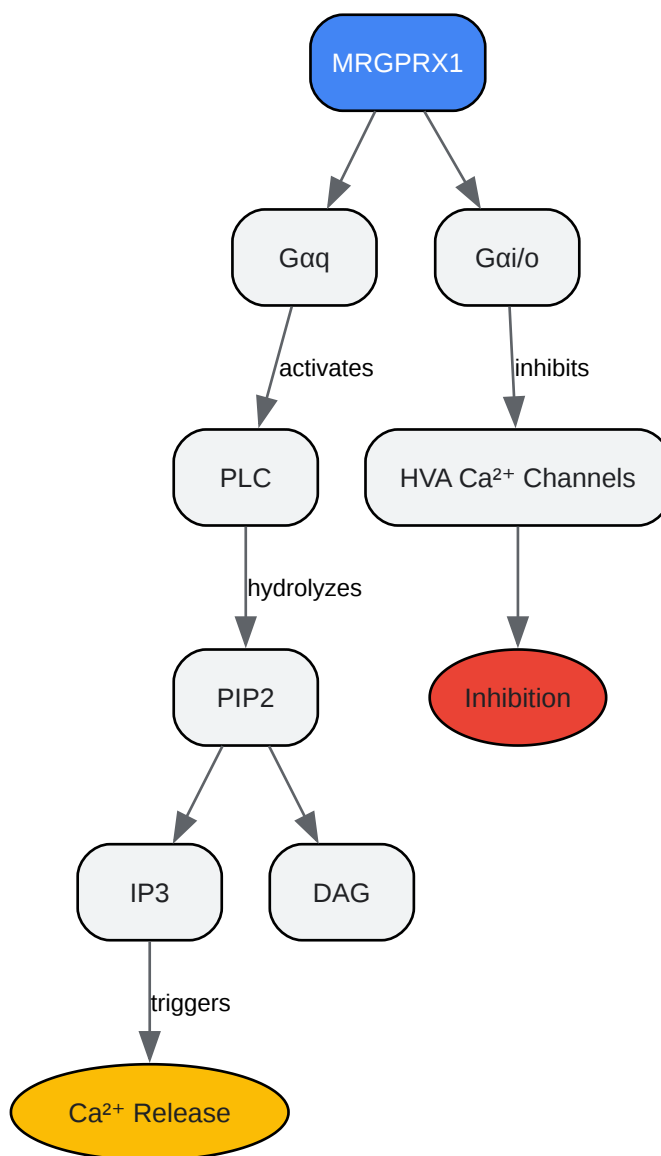 MRGPRX1
Gαq
Gαi/o
activates
inhibits
PLC
HVA Ca²⁺ Channels
hydrolyzes
PIP2
Inhibition
IP3
DAG
triggers
Ca²⁺ Release